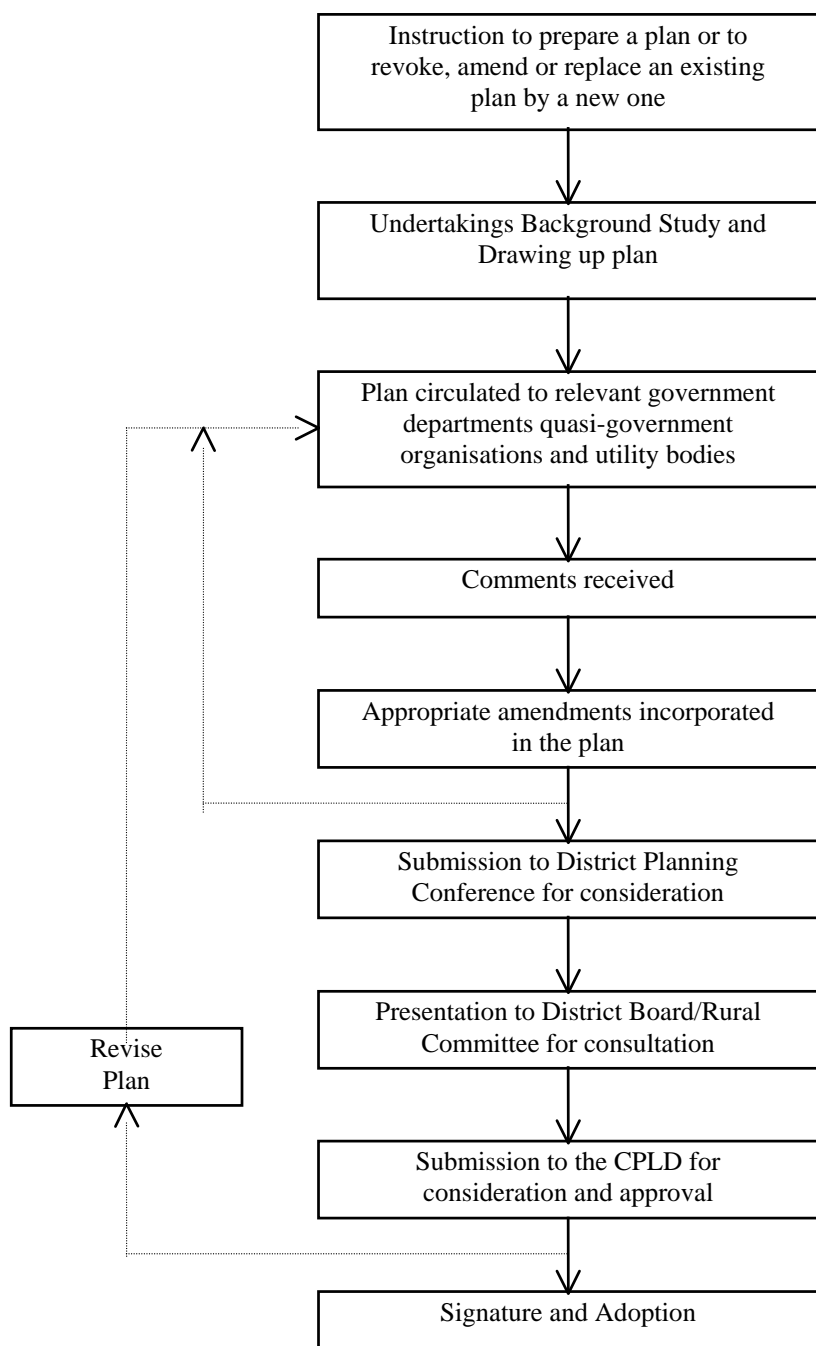 Instruction to prepare a plan or to
revoke, amend or replace an existing
plan by a new one
Undertakings Background Study and
Drawing up plan
Plan circulated to relevant government
departments quasi-government
organisations and utility bodies
Comments received
Appropriate amendments incorporated
in the plan
Submission to District Planning
Conference for consideration
Presentation to District Board/Rural
Committee for consultation
Revise
Plan
Submission to the CPLD for
consideration and approval
Signature and Adoption